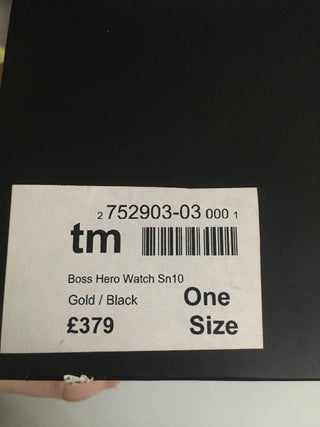 2 752903-03 000 1
tm
Boss Hero Watch Sn10
Gold / Black
One Size
£379